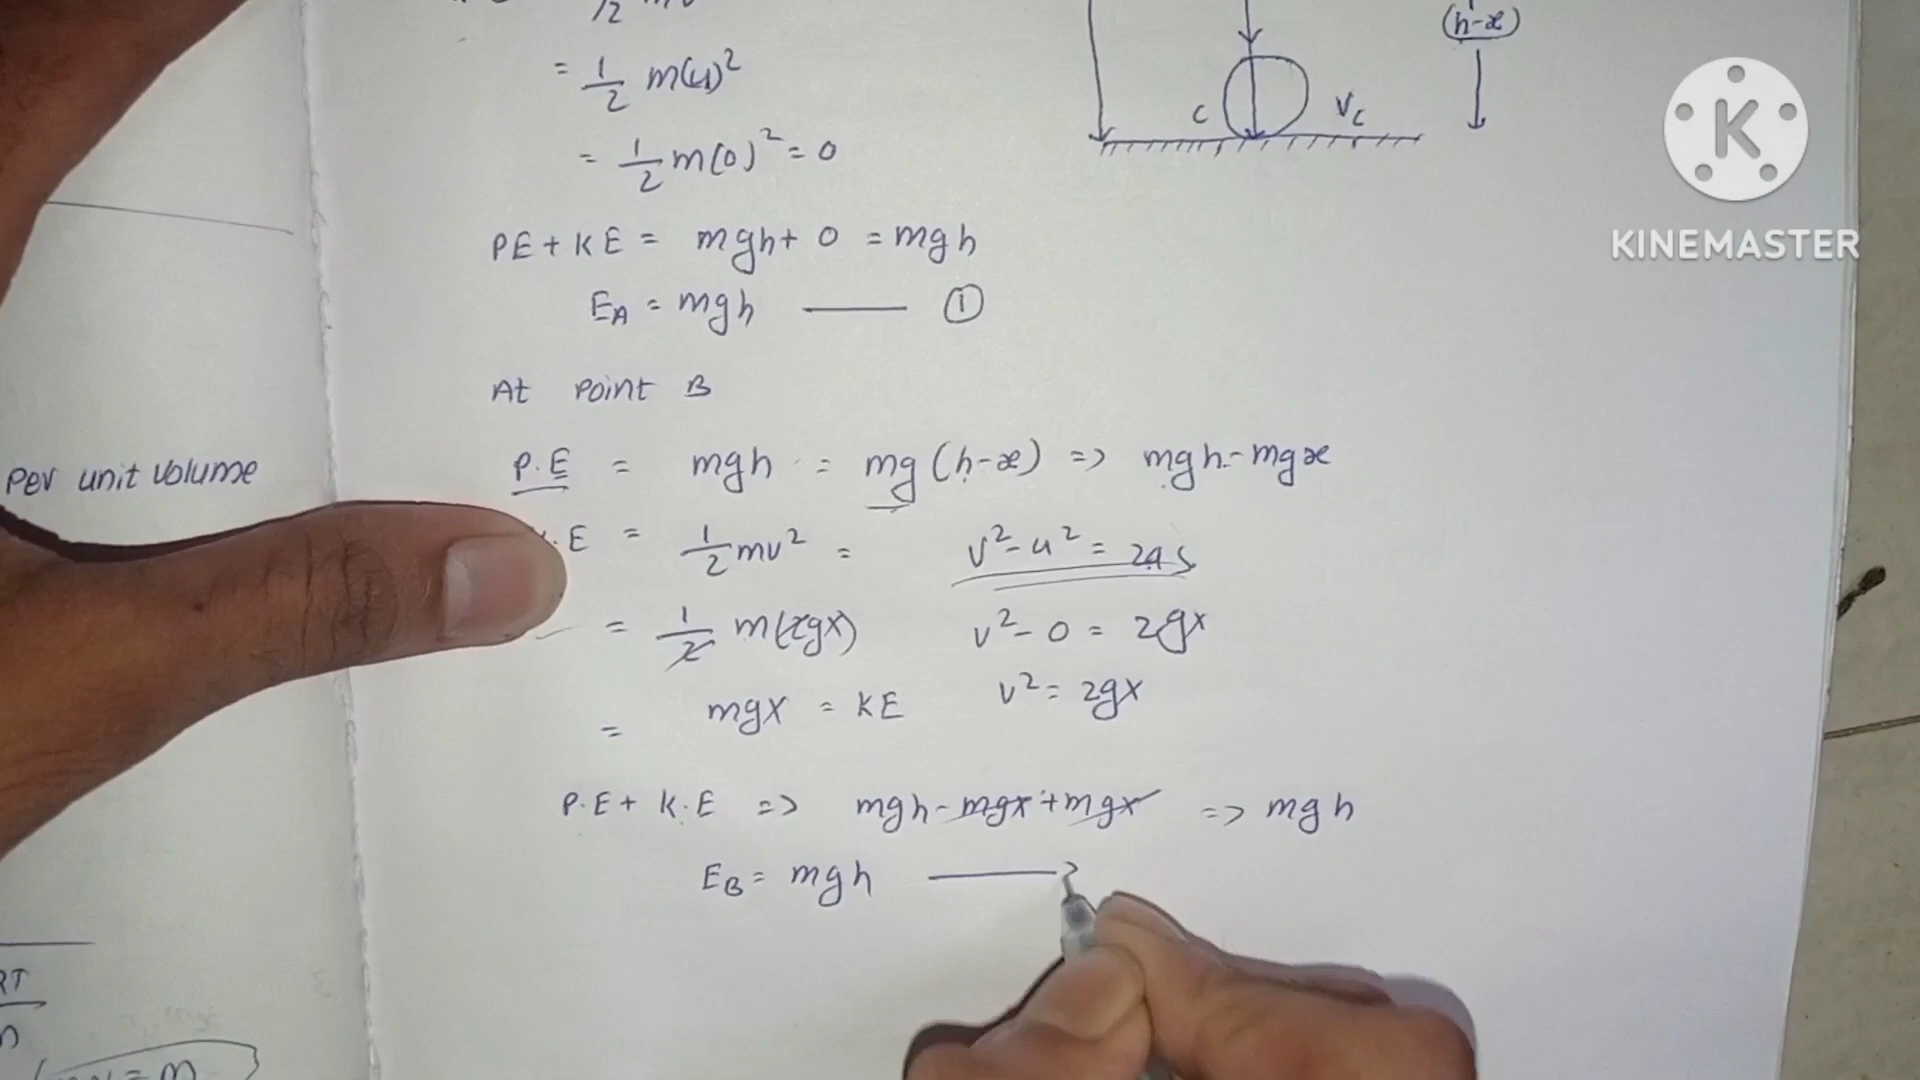 = 1/2 m(u)²
= 1/2 m(0)² = 0
PE + KE = mgh + 0 = mgh
E_A = mgh —— ①
At point B
P.E = mgh = mg(h-x) => mgh - mgx
.E = 1/2 mv² = v² - u² = 2as
= 1/2 m(2gx) v² - 0 = 2gx
= mgx = KE v² = 2gx
P.E + K.E => mgh - mgx + mgx => mgh
E_B = mgh ——
(h-x)
C V_C
Per unit volume
RT
KINEMASTER